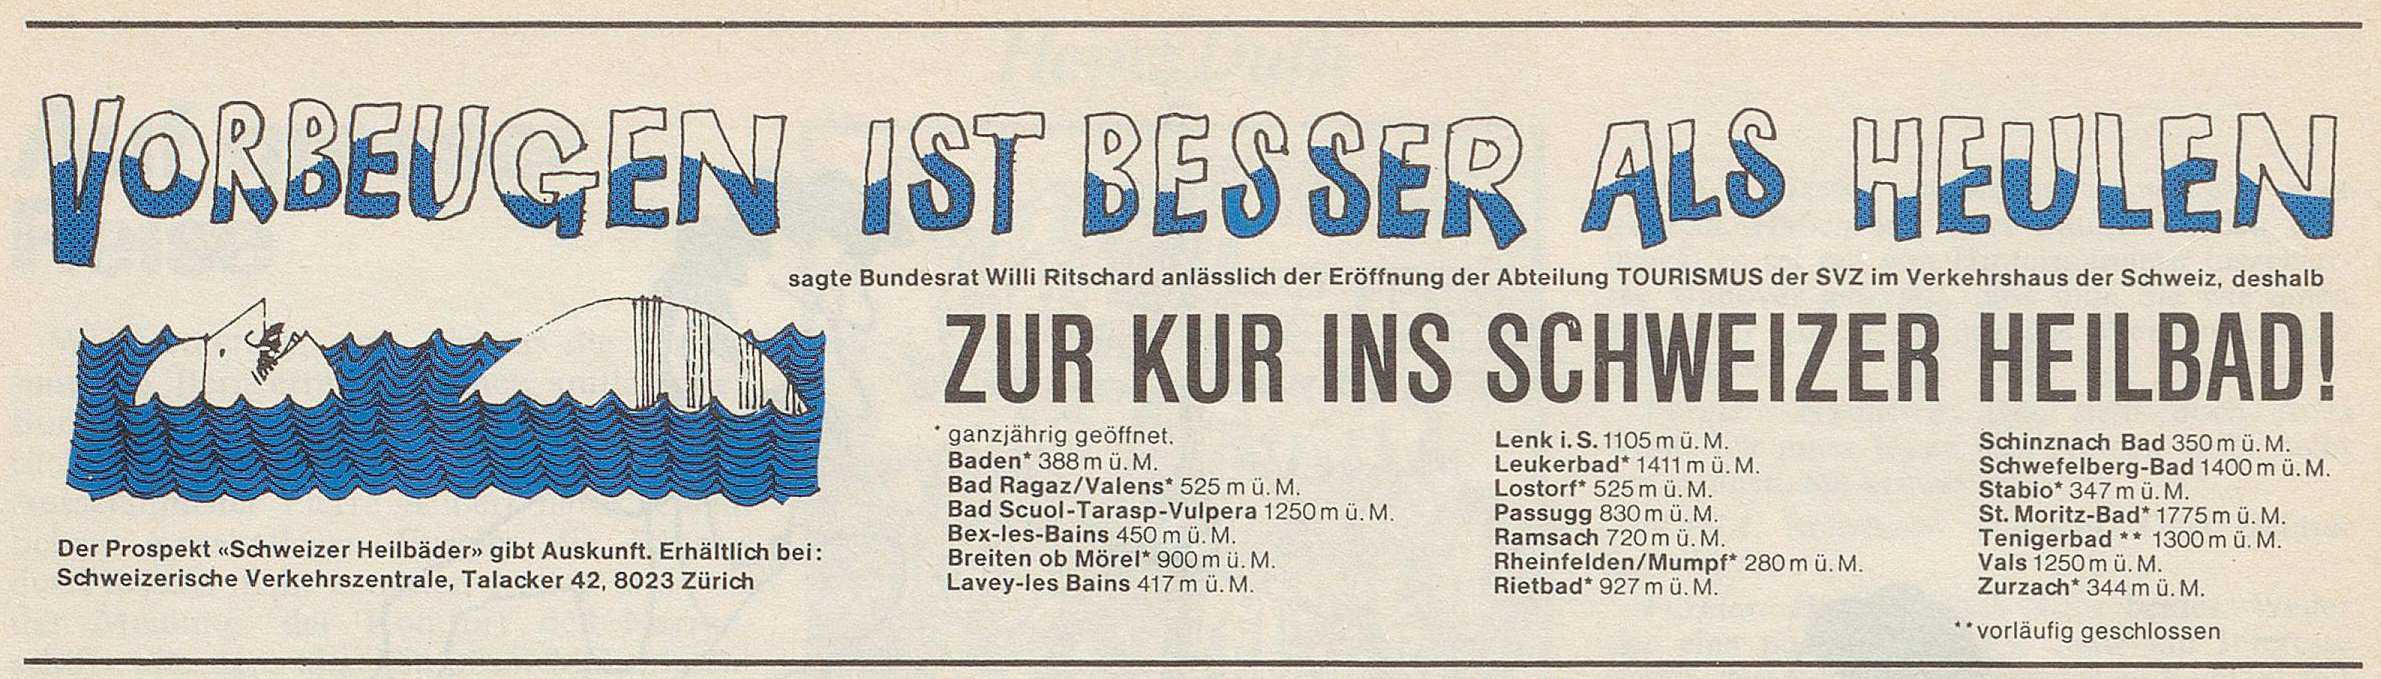 VORBEUGEN IST BESSER ALS HEULEN
sagte Bundesrat Willi Ritschard anlässlich der Eröffnung der Abteilung TOURISMUS der SVZ im Verkehrshaus der Schweiz, deshalb
ZUR KUR INS SCHWEIZER HEILBAD!
Der Prospekt «Schweizer Heilbäder» gibt Auskunft. Erhältlich bei:
Schweizerische Verkehrszentrale, Talacker 42, 8023 Zürich
* ganzjährig geöffnet.
Baden* 388 m ü. M.
Bad Ragaz/Valens* 525 m ü. M.
Bad Scuol-Tarasp-Vulpera 1250 m ü. M.
Bex-les-Bains 450 m ü. M.
Breiten ob Mörel* 900 m ü. M.
Lavey-les Bains 417 m ü. M.
Lenk i. S. 1105 m ü. M.
Leukerbad* 1411 m ü. M.
Lostorf* 525 m ü. M.
Passugg 830 m ü. M.
Ramsach 720 m ü. M.
Rheinfelden/Mumpf* 280 m ü. M.
Rietbad* 927 m ü. M.
Schinznach Bad 350 m ü. M.
Schwefelberg-Bad 1400 m ü. M.
Stabio* 347 m ü. M.
St. Moritz-Bad* 1775 m ü. M.
Tenigerbad ** 1300 m ü. M.
Vals 1250 m ü. M.
Zurzach* 344 m ü. M.
**vorläufig geschlossen